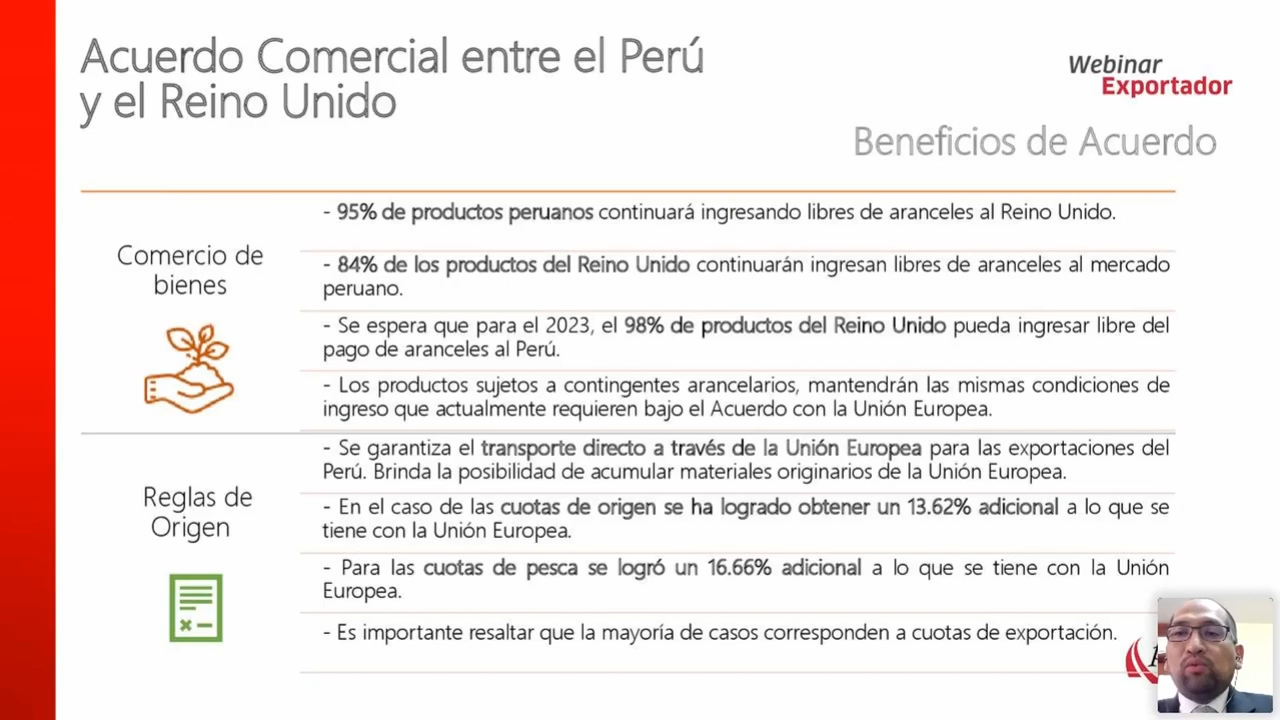 Acuerdo Comercial entre el Perú
y el Reino Unido
Webinar
Exportador
Beneficios de Acuerdo
Comercio de
bienes
- 95% de productos peruanos continuará ingresando libres de aranceles al Reino Unido.
- 84% de los productos del Reino Unido continuarán ingresan libres de aranceles al mercado
peruano.
- Se espera que para el 2023, el 98% de productos del Reino Unido pueda ingresar libre del
pago de aranceles al Perú.
- Los productos sujetos a contingentes arancelarios, mantendrán las mismas condiciones de
ingreso que actualmente requieren bajo el Acuerdo con la Unión Europea.
Reglas de
Origen
- Se garantiza el transporte directo a través de la Unión Europea para las exportaciones del
Perú. Brinda la posibilidad de acumular materiales originarios de la Unión Europea.
- En el caso de las cuotas de origen se ha logrado obtener un 13.62% adicional a lo que se
tiene con la Unión Europea.
- Para las cuotas de pesca se logró un 16.66% adicional a lo que se tiene con la Unión
Europea.
- Es importante resaltar que la mayoría de casos corresponden a cuotas de exportación.